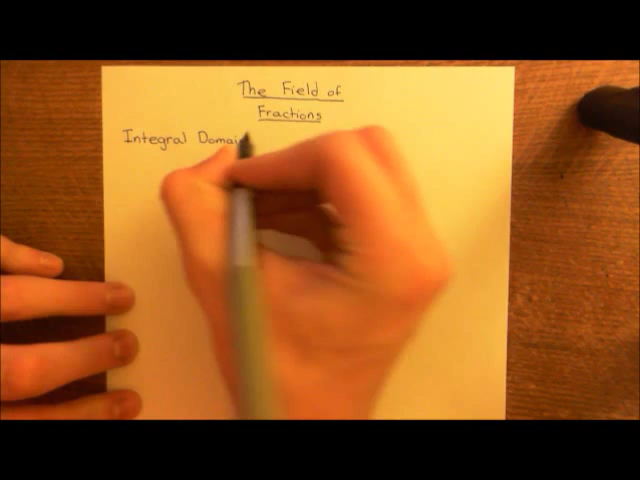 The Field of
Fractions
Integral Domai